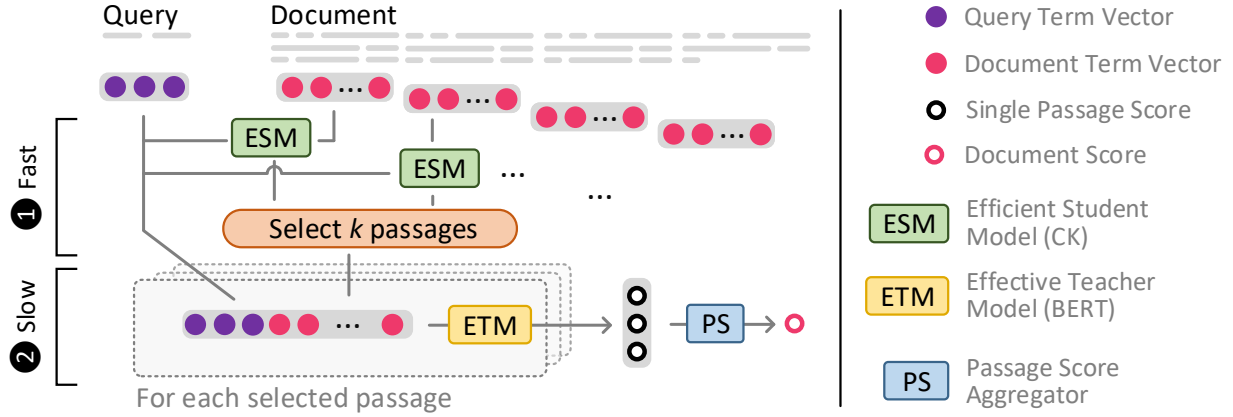 Query
Document
...
...
...
...
ESM
ESM
...
...
Select k passages
1 Fast
2 Slow
...
ETM
PS
For each selected passage
Query Term Vector
Document Term Vector
Single Passage Score
Document Score
ESM
Efficient Student
Model (CK)
ETM
Effective Teacher
Model (BERT)
PS
Passage Score
Aggregator